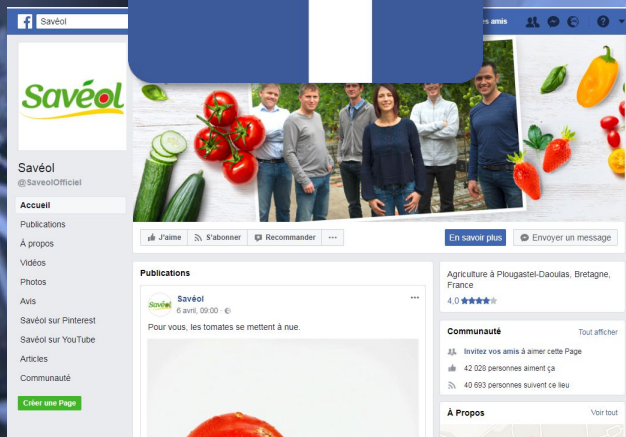 Savéol
es amis
Savéol
Savéol
@SaveolOfficiel
Accueil
Publications
À propos
Vidéos
Photos
Avis
Savéol sur Pinterest
Savéol sur YouTube
Articles
Communauté
Créer une Page
J'aime
S'abonner
Recommander
En savoir plus
Envoyer un message
Publications
Savéol
Savéol
6 avril, 09:00
Pour vous, les tomates se mettent à nue.
Agriculture à Plougastel-Daoulas, Bretagne,
France
4,0
Communauté
Tout afficher
Invitez vos amis à aimer cette Page
42 028 personnes aiment ça
40 693 personnes suivent ce lieu
À Propos
Voir tout